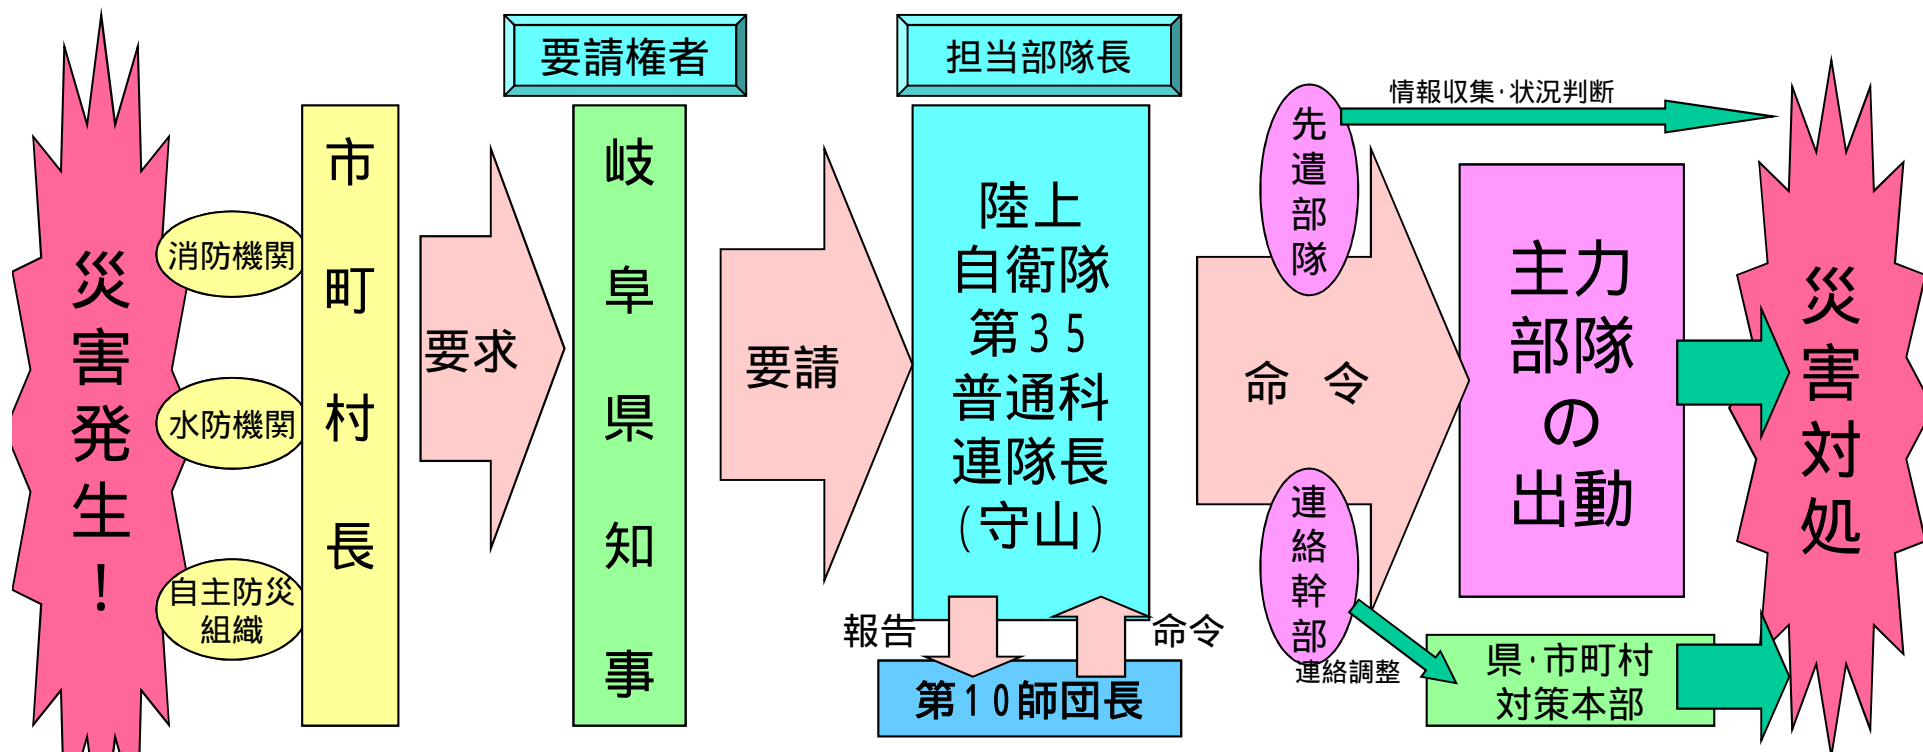 災害発生!
消防機関
水防機関
自主防災
組織
市町村長
要求
要請権者
岐阜県知事
要請
担当部隊長
陸上
自衛隊
第35
普通科
連隊長
(守山)
報告
命令
第10師団長
命令
先遣部隊
情報収集・状況判断
連絡幹部
連絡調整
主力
部隊
の
出動
県・市町村
対策本部
災害対処